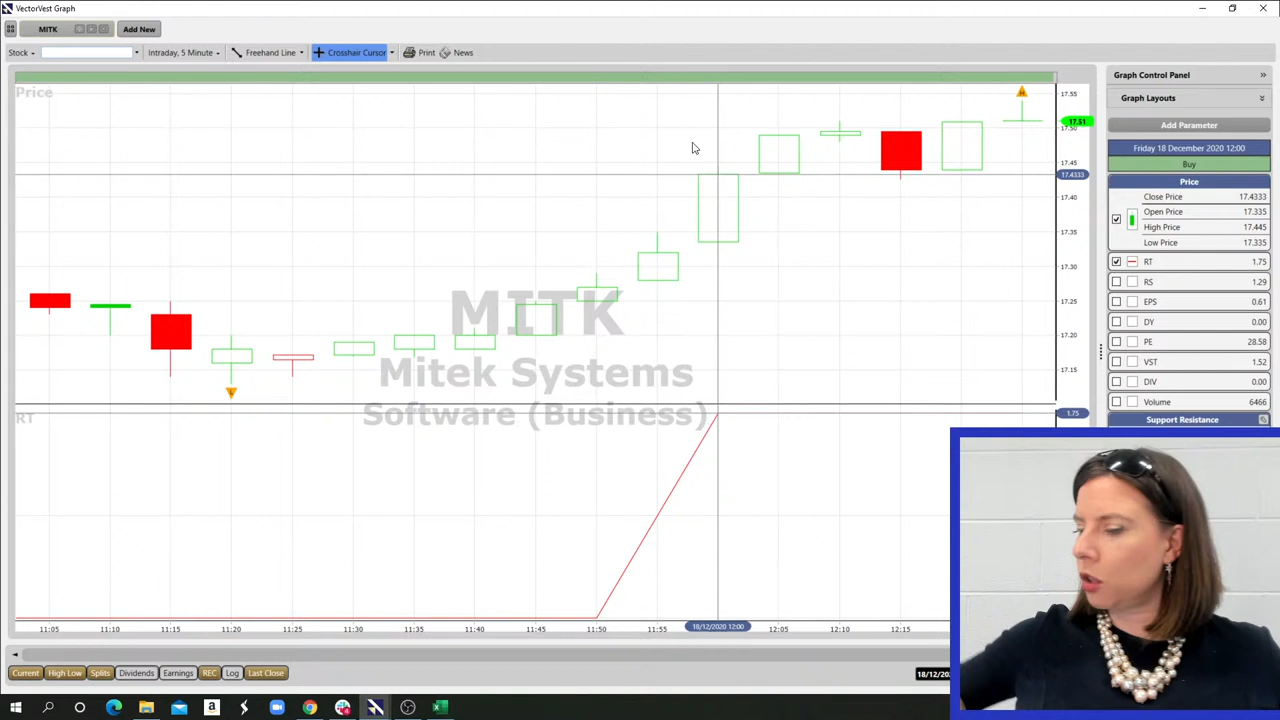 VectorVest Graph
MITK Add New
Stock Intraday, 5 Minute Freehand Line Crosshair Cursor Print News
Price
MITK
Mitek Systems
Software (Business)
RT
H
L
17.55
17.51
17.50
17.45
17.4333
17.40
17.35
17.30
17.25
17.20
17.15
1.75
11:05 11:10 11:15 11:20 11:25 11:30 11:35 11:40 11:45 11:50 11:55 18/12/2020 12:00 12:05 12:10 12:15
Current High Low Splits Dividends Earnings REC Log Last Close
18/12/20
Graph Control Panel
Graph Layouts
Add Parameter
Friday 18 December 2020 12:00
Buy
Price
Close Price 17.4333
Open Price 17.335
High Price 17.445
Low Price 17.335
RT 1.75
RS 1.29
EPS 0.61
DY 0.00
PE 28.58
VST 1.52
DIV 0.00
Volume 6466
Support Resistance